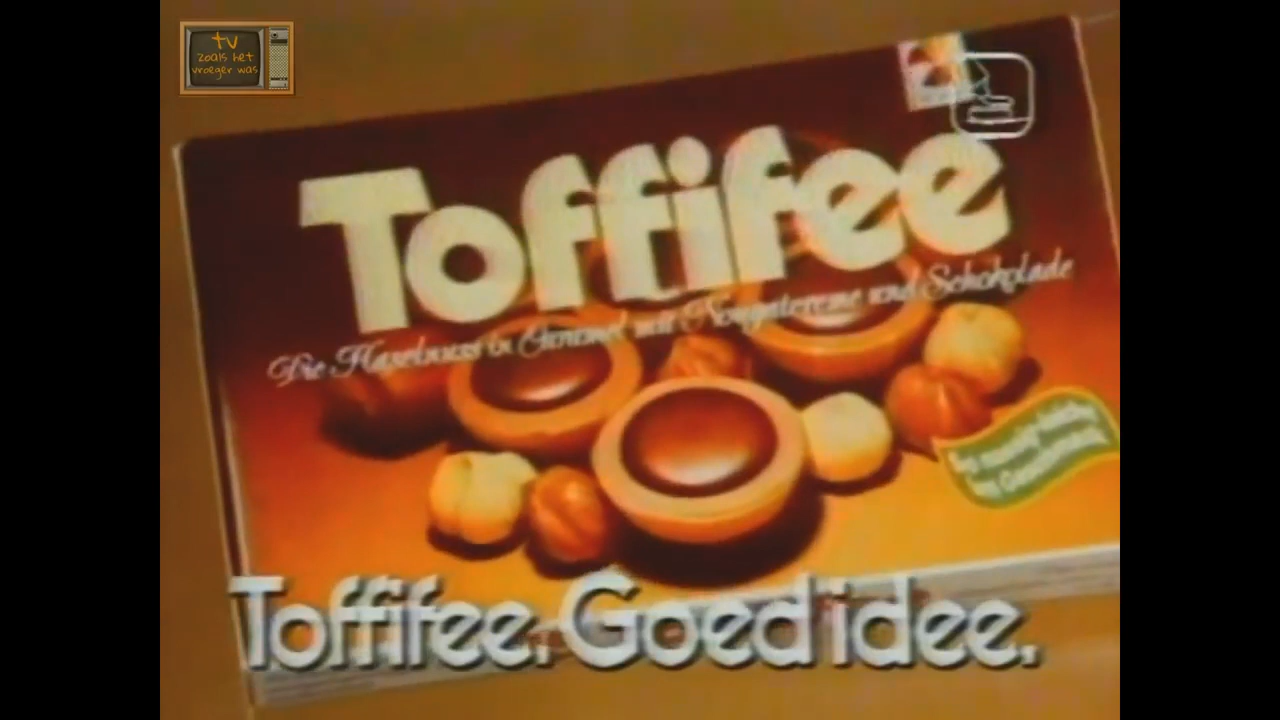 tv
zoals het
vroeger was
Toffifee
Die Haselnuss in Caramel mit Nougatcreme und Schokolade
Toffifee. Goed idee.